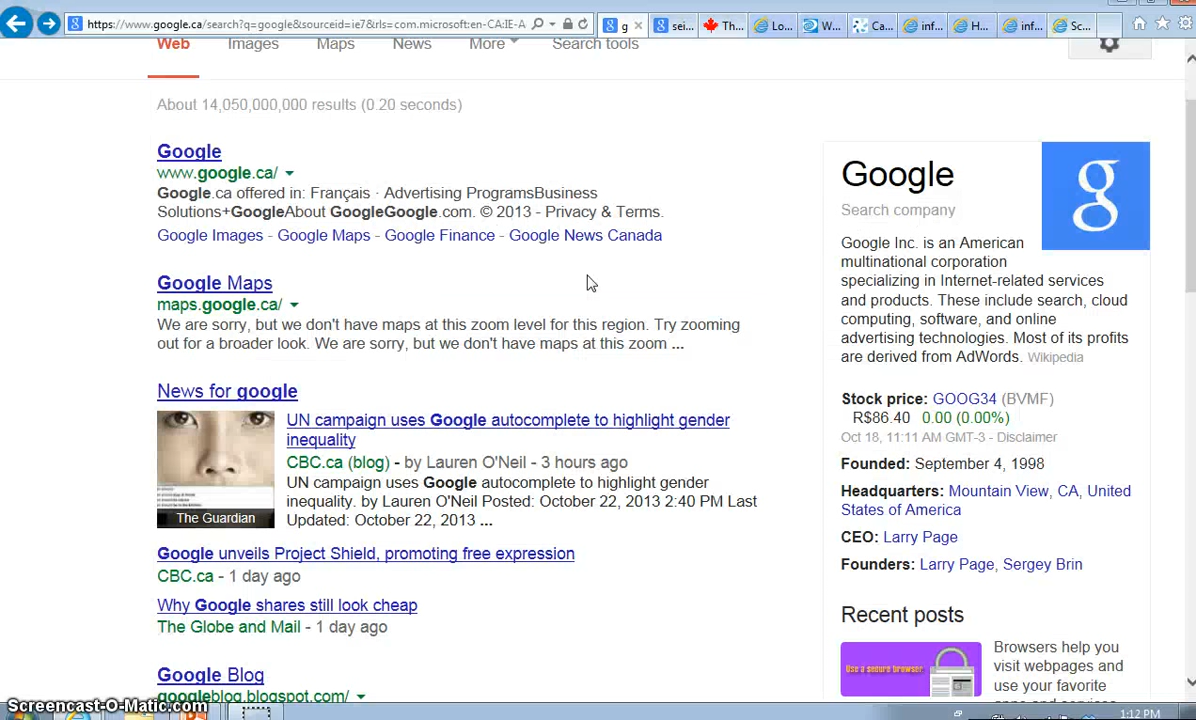 https://www.google.ca/search?q=google&sourceid=ie7&rls=com.microsoft:en-CA:IE-A
g
sei...
Th...
Lo...
W...
Ca...
inf...
H...
inf...
Sc...
Web
Images
Maps
News
More
Search tools
About 14,050,000,000 results (0.20 seconds)
Google
www.google.ca/
Google.ca offered in: Français · Advertising ProgramsBusiness
Solutions+GoogleAbout GoogleGoogle.com. © 2013 - Privacy & Terms.
Google Images - Google Maps - Google Finance - Google News Canada
Google Maps
maps.google.ca/
We are sorry, but we don't have maps at this zoom level for this region. Try zooming
out for a broader look. We are sorry, but we don't have maps at this zoom ...
News for google
The Guardian
UN campaign uses Google autocomplete to highlight gender
inequality
CBC.ca (blog) - by Lauren O'Neil - 3 hours ago
UN campaign uses Google autocomplete to highlight gender
inequality. by Lauren O'Neil Posted: October 22, 2013 2:40 PM Last
Updated: October 22, 2013 ...
Google unveils Project Shield, promoting free expression
CBC.ca - 1 day ago
Why Google shares still look cheap
The Globe and Mail - 1 day ago
Google Blog
googleblog.blogspot.com/
Google
Search company
g
Google Inc. is an American
multinational corporation
specializing in Internet-related services
and products. These include search, cloud
computing, software, and online
advertising technologies. Most of its profits
are derived from AdWords. Wikipedia
Stock price: GOOG34 (BVMF)
R$86.40 0.00 (0.00%)
Oct 18, 11:11 AM GMT-3 - Disclaimer
Founded: September 4, 1998
Headquarters: Mountain View, CA, United
States of America
CEO: Larry Page
Founders: Larry Page, Sergey Brin
Recent posts
Use a secure browser
Browsers help you
visit webpages and
use your favorite
Screencast-O-Matic.com
1:12 PM